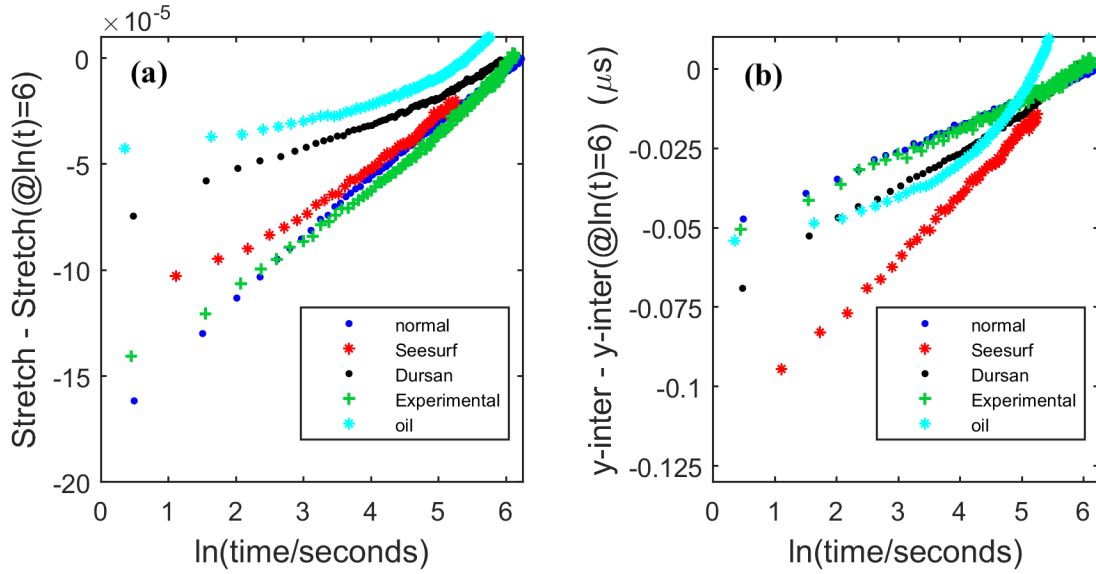 × 10⁻⁵
(a)
Stretch - Stretch(@ln(t)=6)
0
-5
-10
-15
-20
normal
Seesurf
Dursan
Experimental
oil
0 1 2 3 4 5 6
ln(time/seconds)
(b)
y-inter - y-inter(@ln(t)=6) (μs)
0
-0.025
-0.05
-0.075
-0.1
-0.125
normal
Seesurf
Dursan
Experimental
oil
0 1 2 3 4 5 6
ln(time/seconds)